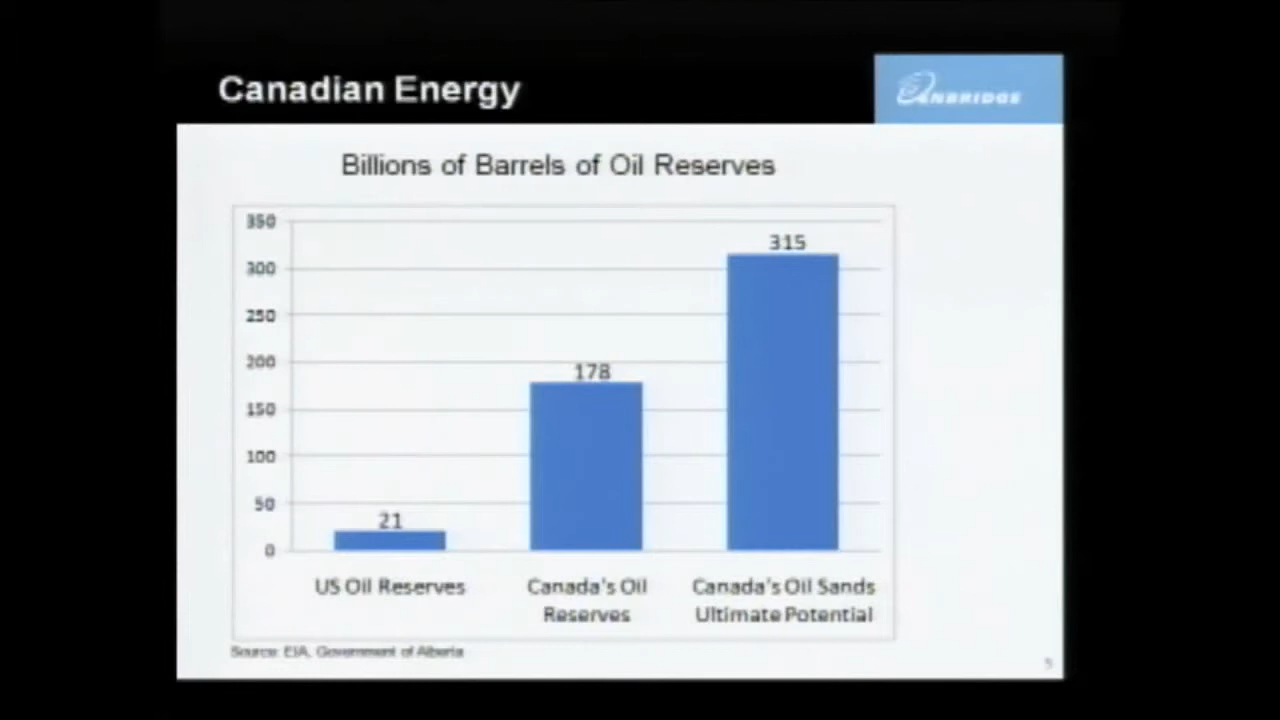 Canadian Energy
ENBRIDGE
Billions of Barrels of Oil Reserves
350
300
250
200
150
100
50
0
315
178
21
US Oil Reserves
Canada's Oil
Reserves
Canada's Oil Sands
Ultimate Potential
Source: EIA, Government of Alberta
5